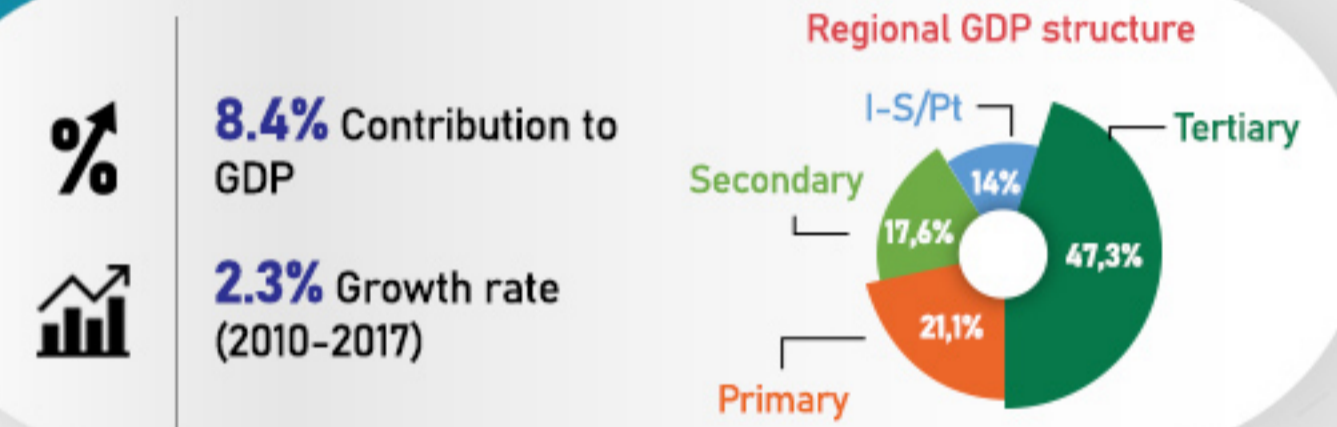 %
8.4% Contribution to
GDP
2.3% Growth rate
(2010-2017)
Regional GDP structure
I-S/Pt
Tertiary
Secondary
14%
17,6%
47,3%
21,1%
Primary